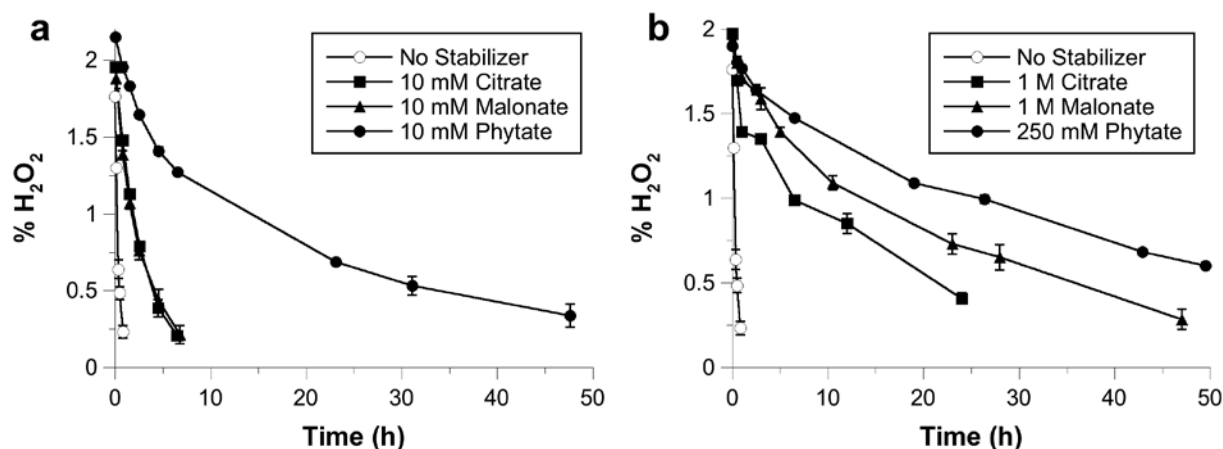 a
% H₂O₂
2
1.5
1
0.5
0
0 10 20 30 40 50
Time (h)
No Stabilizer
10 mM Citrate
10 mM Malonate
10 mM Phytate
b
% H₂O₂
2
1.5
1
0.5
0
0 10 20 30 40 50
Time (h)
No Stabilizer
1 M Citrate
1 M Malonate
250 mM Phytate